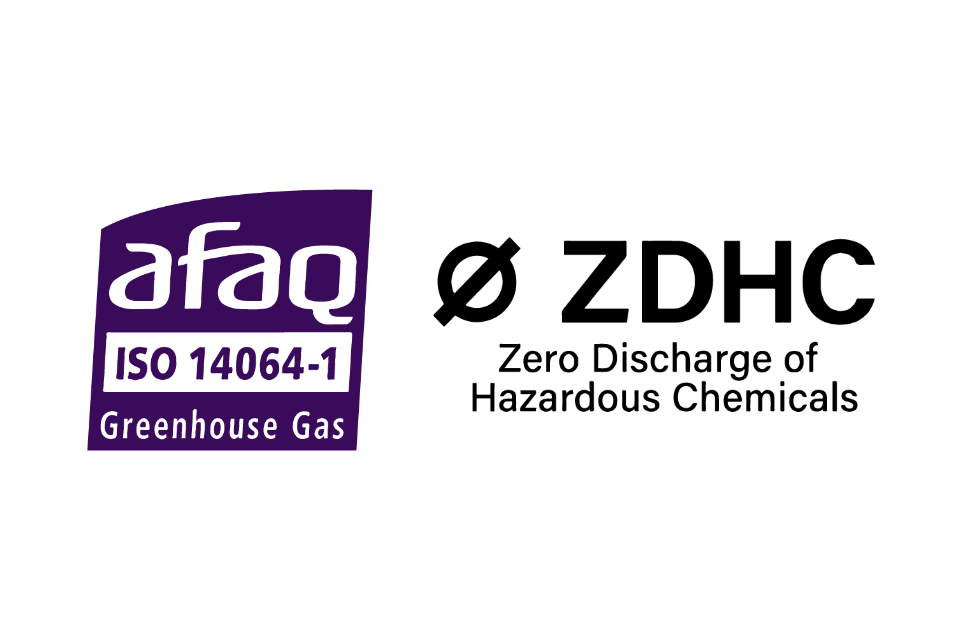 afaq
ISO 14064-1
Greenhouse Gas
Ø ZDHC
Zero Discharge of
Hazardous Chemicals